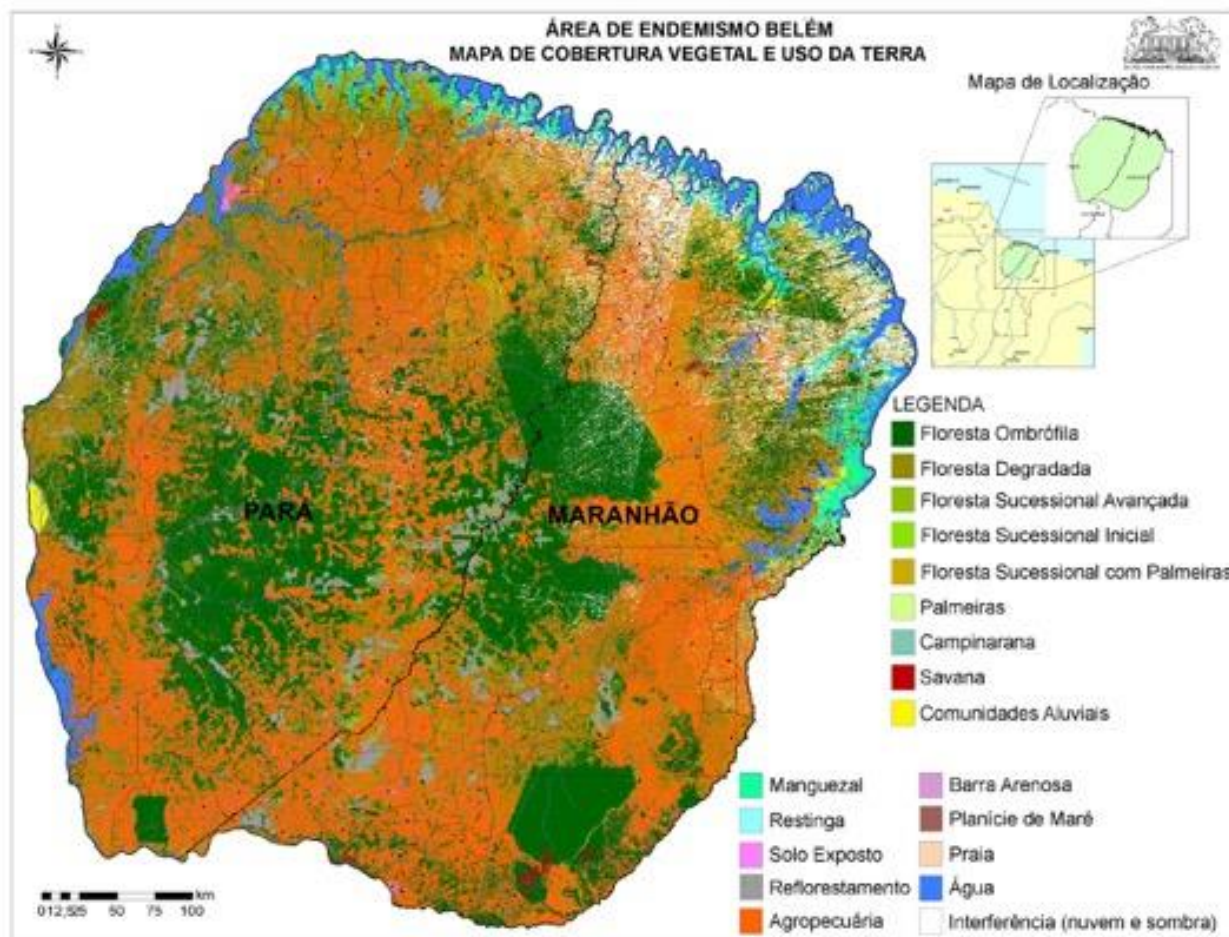 ÁREA DE ENDEMISMO BELÉM
MAPA DE COBERTURA VEGETAL E USO DA TERRA
Mapa de Localização
PARÁ
MARANHÃO
LEGENDA
Floresta Ombrófila
Floresta Degradada
Floresta Sucessional Avançada
Floresta Sucessional Inicial
Floresta Sucessional com Palmeiras
Palmeiras
Campinarana
Savana
Comunidades Aluviais
Manguezal
Restinga
Solo Exposto
Reflorestamento
Agropecuária
Barra Arenosa
Planície de Maré
Praia
Água
Interferência (nuvem e sombra)
km
012,525 50 75 100